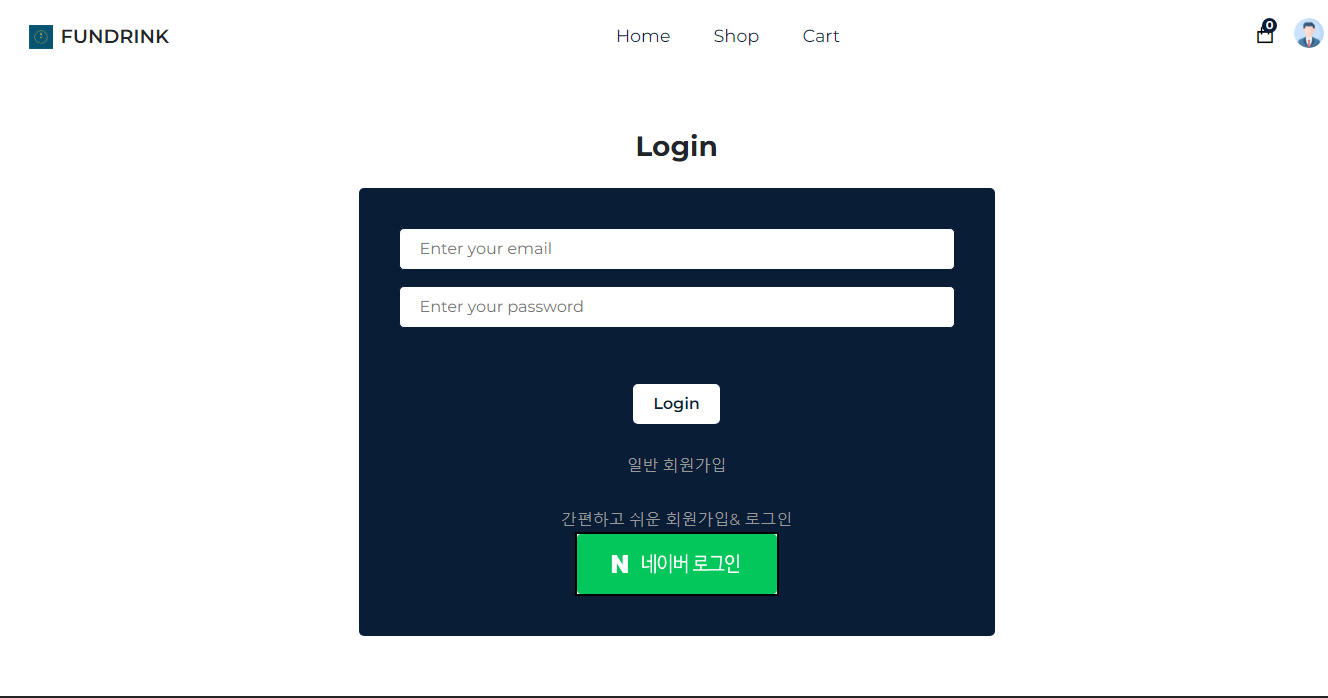 FUNDRINK
Home Shop Cart
0
Login
Enter your email
Enter your password
Login
일반 회원가입
간편하고 쉬운 회원가입& 로그인
N 네이버 로그인